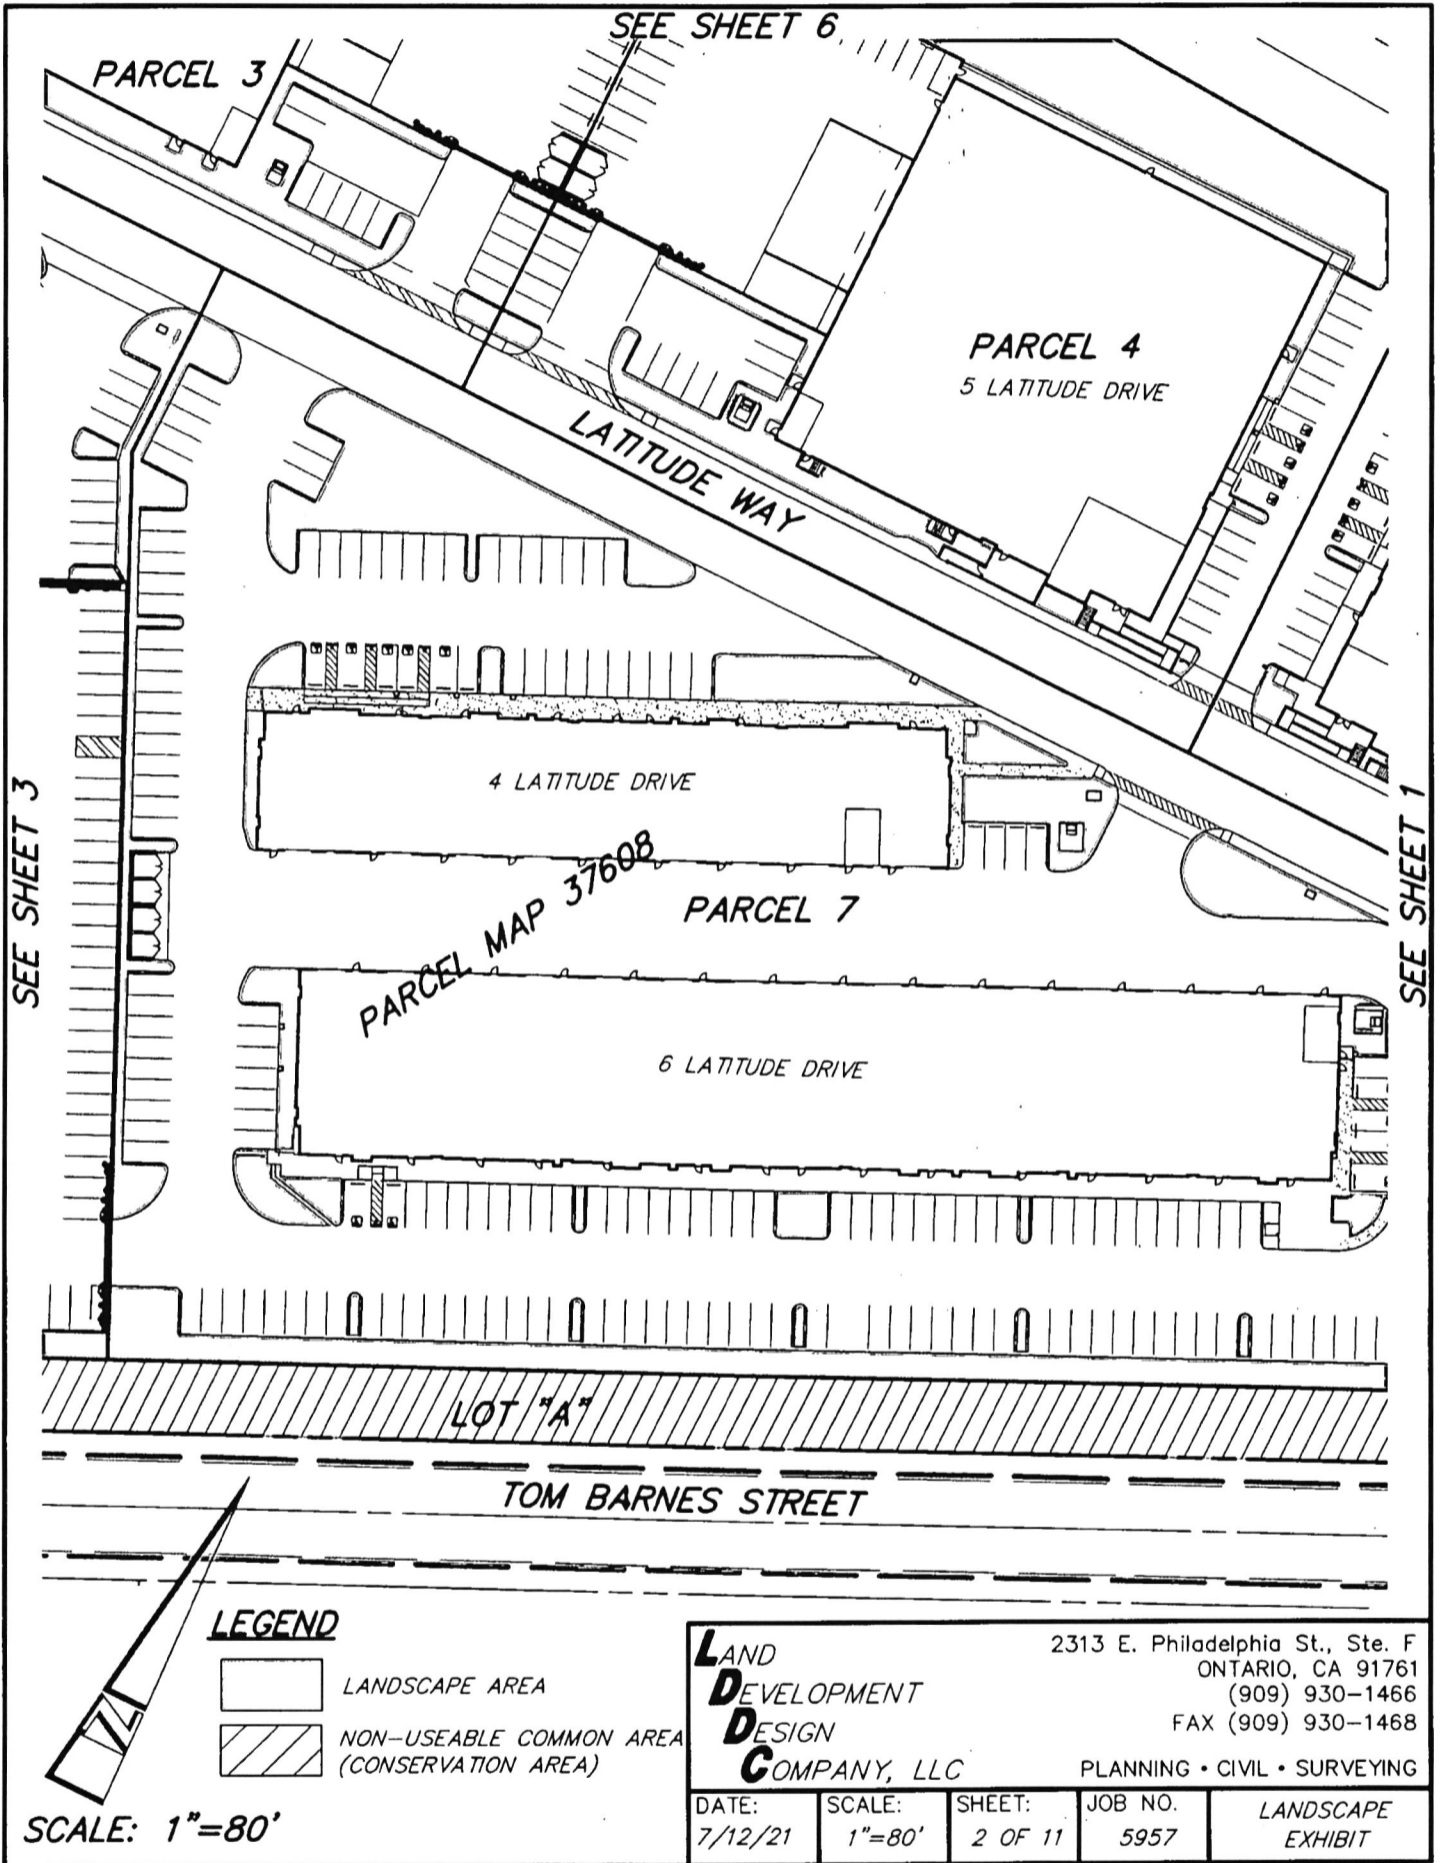 SEE SHEET 6
PARCEL 3
PARCEL 4
5 LATITUDE DRIVE
LATITUDE WAY
4 LATITUDE DRIVE
SEE SHEET 3
SEE SHEET 1
PARCEL MAP 37608
PARCEL 7
6 LATITUDE DRIVE
LOT "A"
TOM BARNES STREET
LEGEND
LANDSCAPE AREA
NON-USEABLE COMMON AREA
(CONSERVATION AREA)
SCALE: 1"=80'
LAND
DEVELOPMENT
DESIGN
COMPANY, LLC
2313 E. Philadelphia St., Ste. F
ONTARIO, CA 91761
(909) 930-1466
FAX (909) 930-1468
PLANNING • CIVIL • SURVEYING
DATE:
7/12/21
SCALE:
1"=80'
SHEET:
2 OF 11
JOB NO.
5957
LANDSCAPE
EXHIBIT